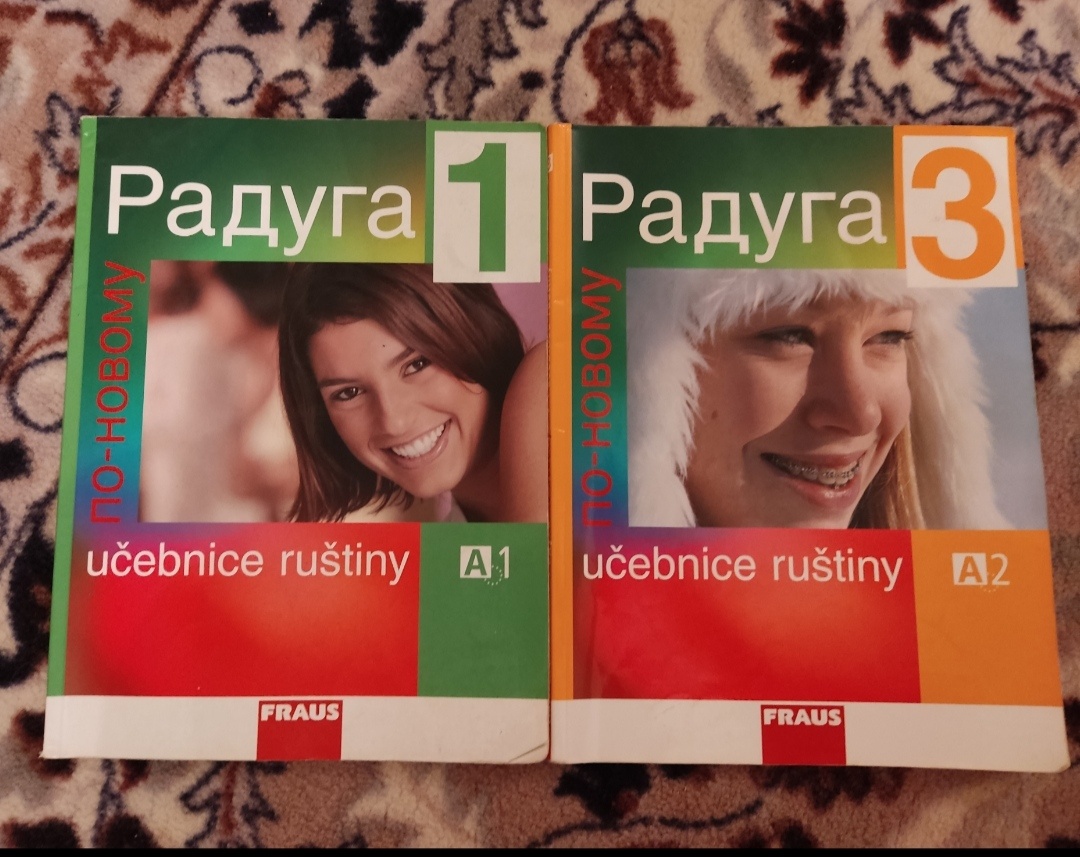 Радуга 1
по-новому
učebnice ruštiny
A1
FRAUS
Радуга 3
по-новому
učebnice ruštiny
A2
FRAUS